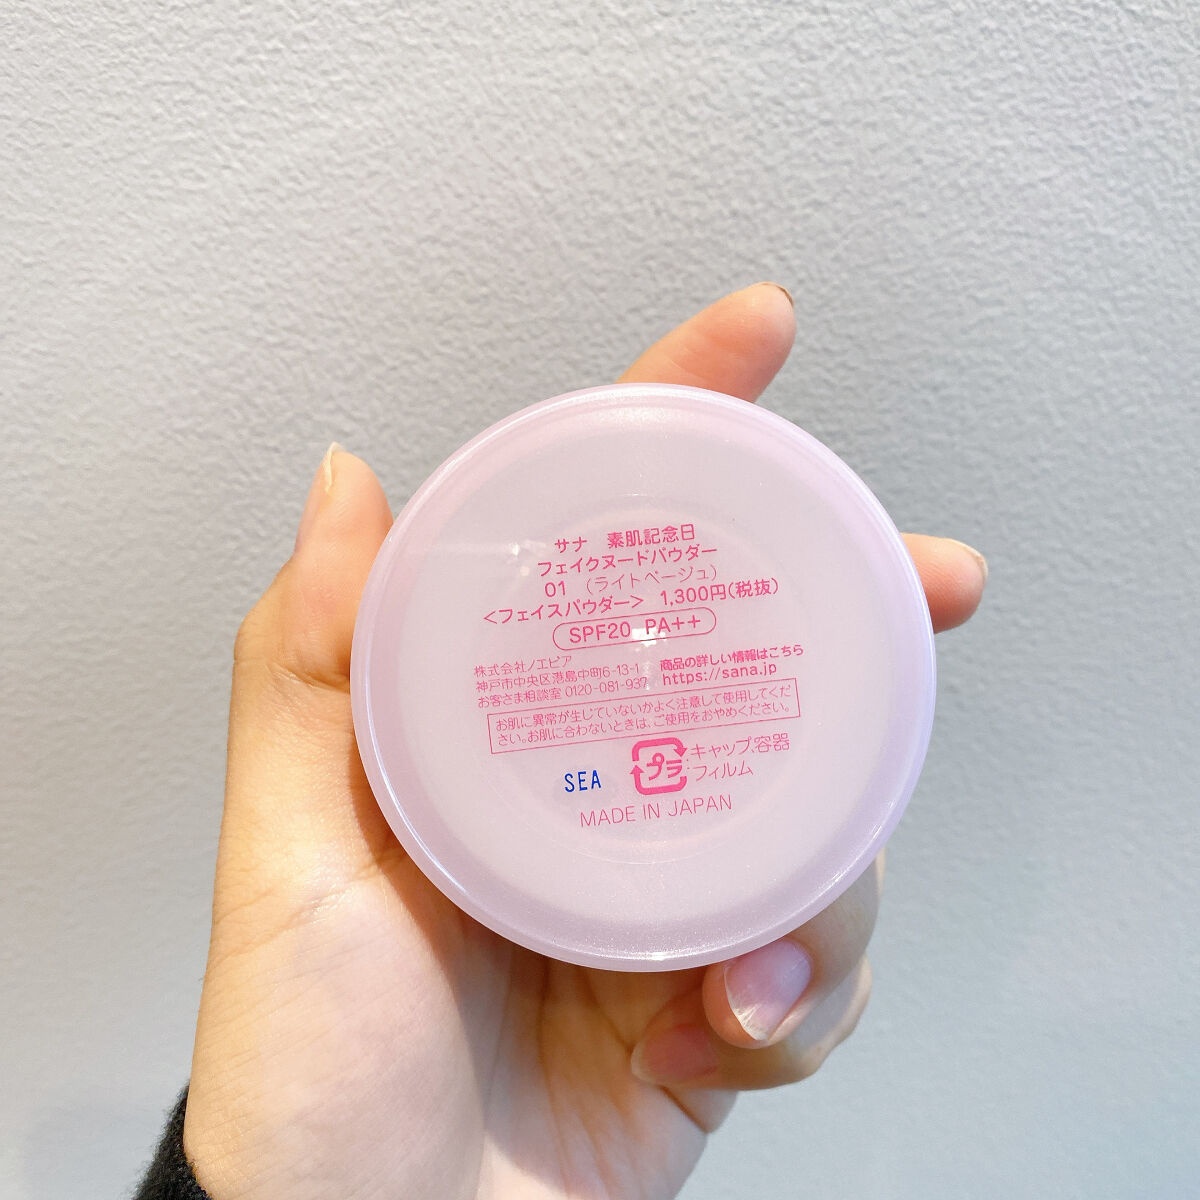 サナ 素肌記念日
フェイクヌードパウダー
01 （ライトベージュ）
＜フェイスパウダー＞ 1,300円(税抜)
SPF20 PA++
株式会社ノエビア
神戸市中央区港島中町6-13-1
お客さま相談室 0120-081-937
商品の詳しい情報はこちら
https://sana.jp
お肌に異常が生じていないかよく注意して使用してくだ
さい。お肌に合わないときは、ご使用をおやめください。
プラ
:キャップ、容器
:フィルム
SEA
MADE IN JAPAN